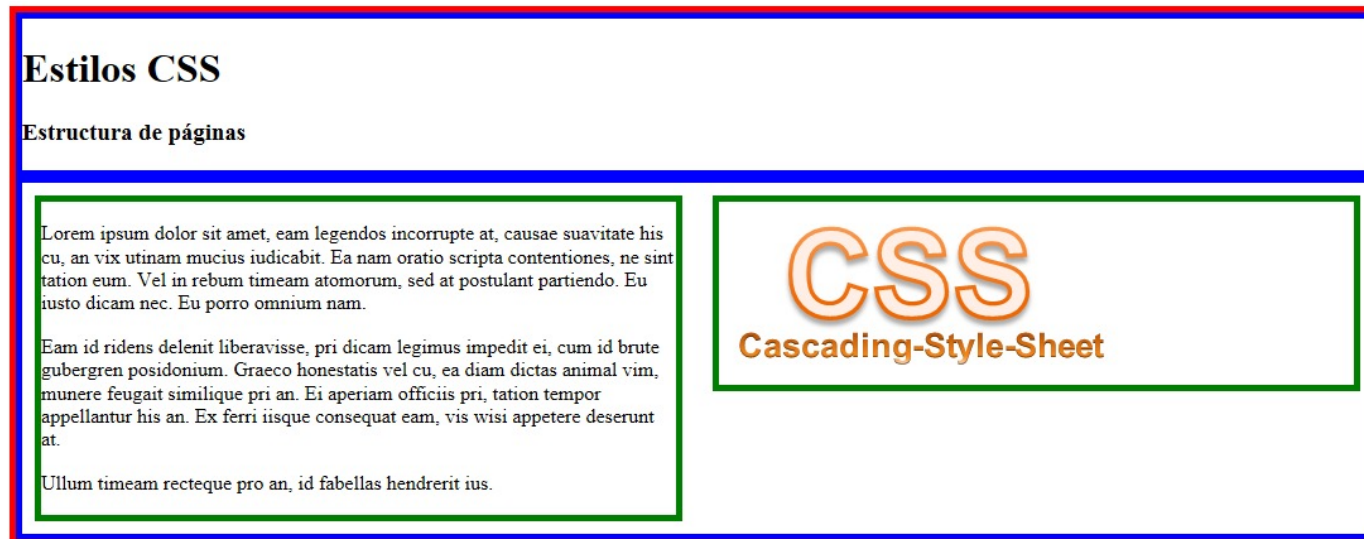 Estilos CSS
Estructura de páginas
Lorem ipsum dolor sit amet, eam legendos incorrupte at, causae suavitate his
cu, an vix utinam mucius iudicabit. Ea nam oratio scripta contentiones, ne sint
tation eum. Vel in rebum timeam atomorum, sed at postulant partiendo. Eu
iusto dicam nec. Eu porro omnium nam.
Eam id ridens delenit liberavisse, pri dicam legimus impedit ei, cum id brute
gubergren posidonium. Graeco honestatis vel cu, ea diam dictas animal vim,
munere feugait similique pri an. Ei aperiam officiis pri, tation tempor
appellantur his an. Ex ferri iisque consequat eam, vis wisi appetere deserunt
at.
Ullum timeam recteque pro an, id fabellas hendrerit ius.
CSS
Cascading-Style-Sheet